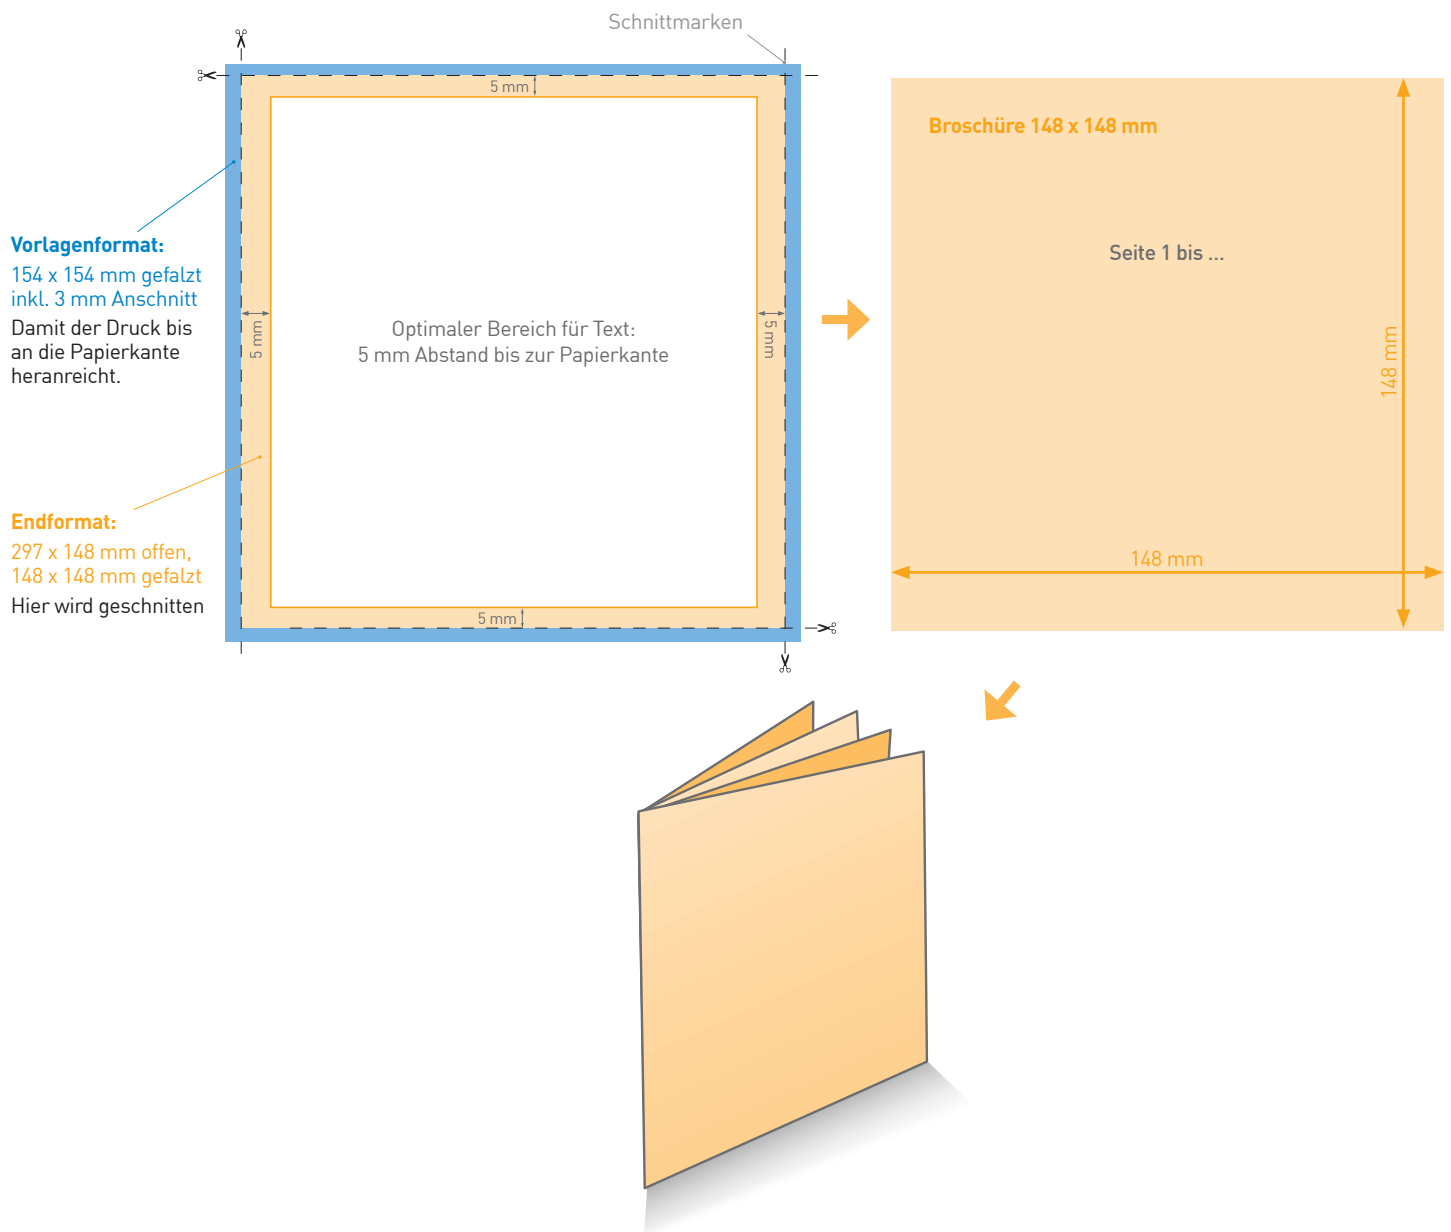 Schnittmarken
5 mm
Broschüre 148 x 148 mm
Vorlagenformat:
154 x 154 mm gefalzt
inkl. 3 mm Anschnitt
Damit der Druck bis
an die Papierkante
heranreicht.
5 mm
Optimaler Bereich für Text:
5 mm Abstand bis zur Papierkante
5 mm
Seite 1 bis ...
148 mm
Endformat:
297 x 148 mm offen,
148 x 148 mm gefalzt
Hier wird geschnitten
5 mm
148 mm